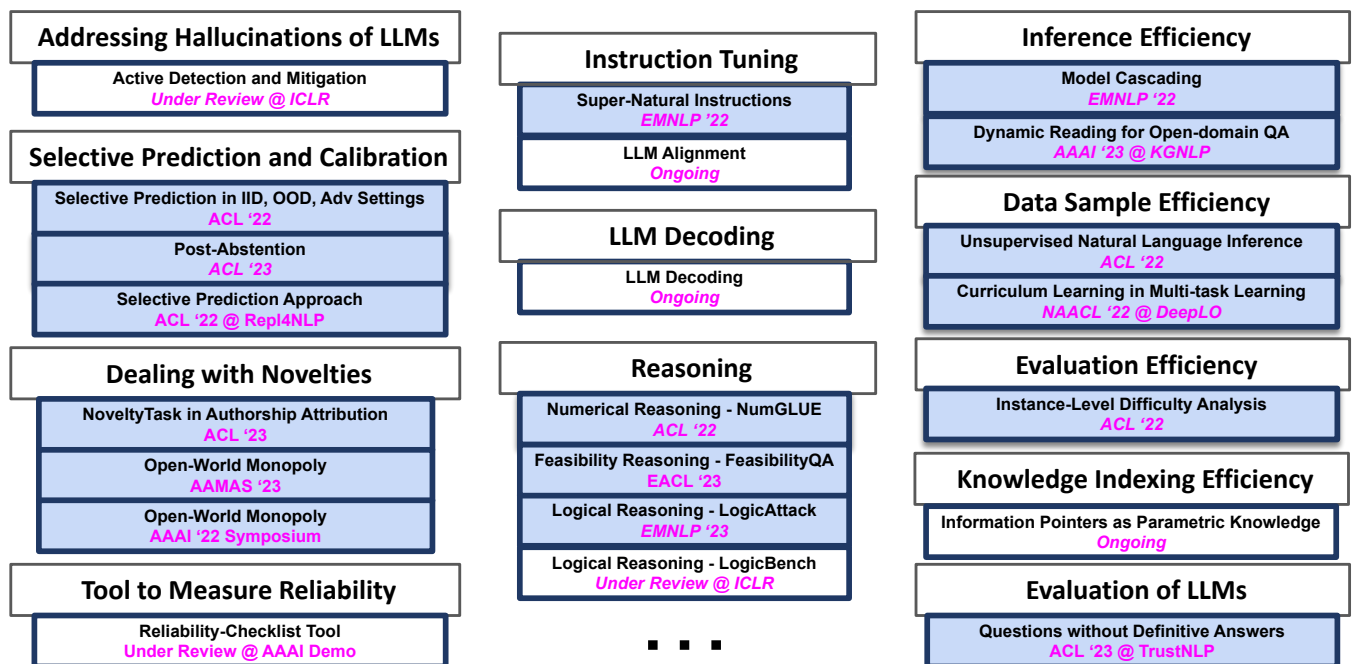 Addressing Hallucinations of LLMs
Active Detection and Mitigation
Under Review @ ICLR
Selective Prediction and Calibration
Selective Prediction in IID, OOD, Adv Settings
ACL ‘22
Post-Abstention
ACL ‘23
Selective Prediction Approach
ACL ‘22 @ Repl4NLP
Dealing with Novelties
NoveltyTask in Authorship Attribution
ACL ‘23
Open-World Monopoly
AAMAS ‘23
Open-World Monopoly
AAAI ‘22 Symposium
Tool to Measure Reliability
Reliability-Checklist Tool
Under Review @ AAAI Demo
Instruction Tuning
Super-Natural Instructions
EMNLP ’22
LLM Alignment
Ongoing
LLM Decoding
LLM Decoding
Ongoing
Reasoning
Numerical Reasoning - NumGLUE
ACL ‘22
Feasibility Reasoning - FeasibilityQA
EACL ‘23
Logical Reasoning - LogicAttack
EMNLP ‘23
Logical Reasoning - LogicBench
Under Review @ ICLR
. . .
Inference Efficiency
Model Cascading
EMNLP ‘22
Dynamic Reading for Open-domain QA
AAAI ‘23 @ KGNLP
Data Sample Efficiency
Unsupervised Natural Language Inference
ACL ‘22
Curriculum Learning in Multi-task Learning
NAACL ‘22 @ DeepLO
Evaluation Efficiency
Instance-Level Difficulty Analysis
ACL ‘22
Knowledge Indexing Efficiency
Information Pointers as Parametric Knowledge
Ongoing
Evaluation of LLMs
Questions without Definitive Answers
ACL ‘23 @ TrustNLP